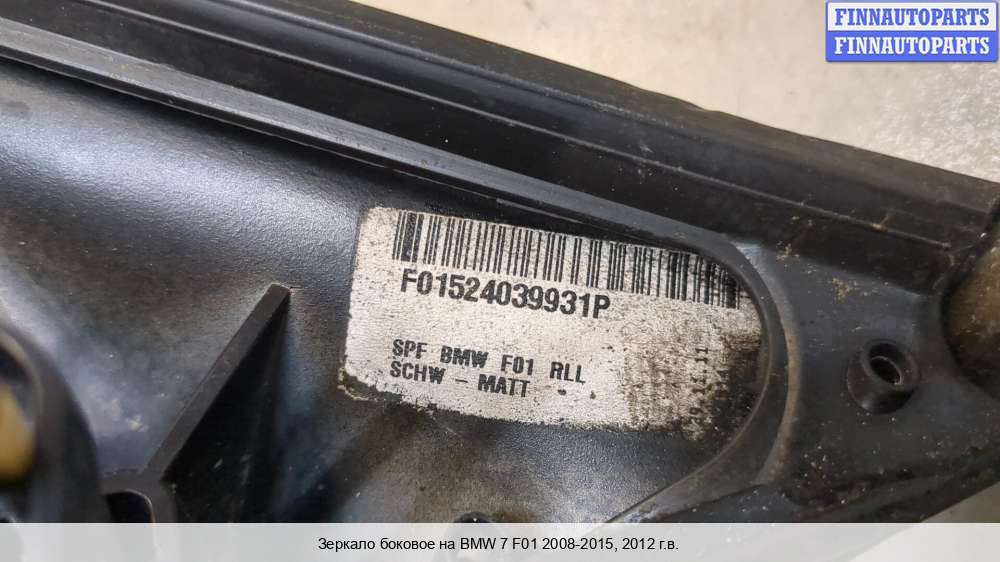 FINNAUTOPARTS
FINNAUTOPARTS
F01524039931P
SPF BMW F01 RLL
SCHW - MATT -
Зеркало боковое на BMW 7 F01 2008-2015, 2012 г.в.